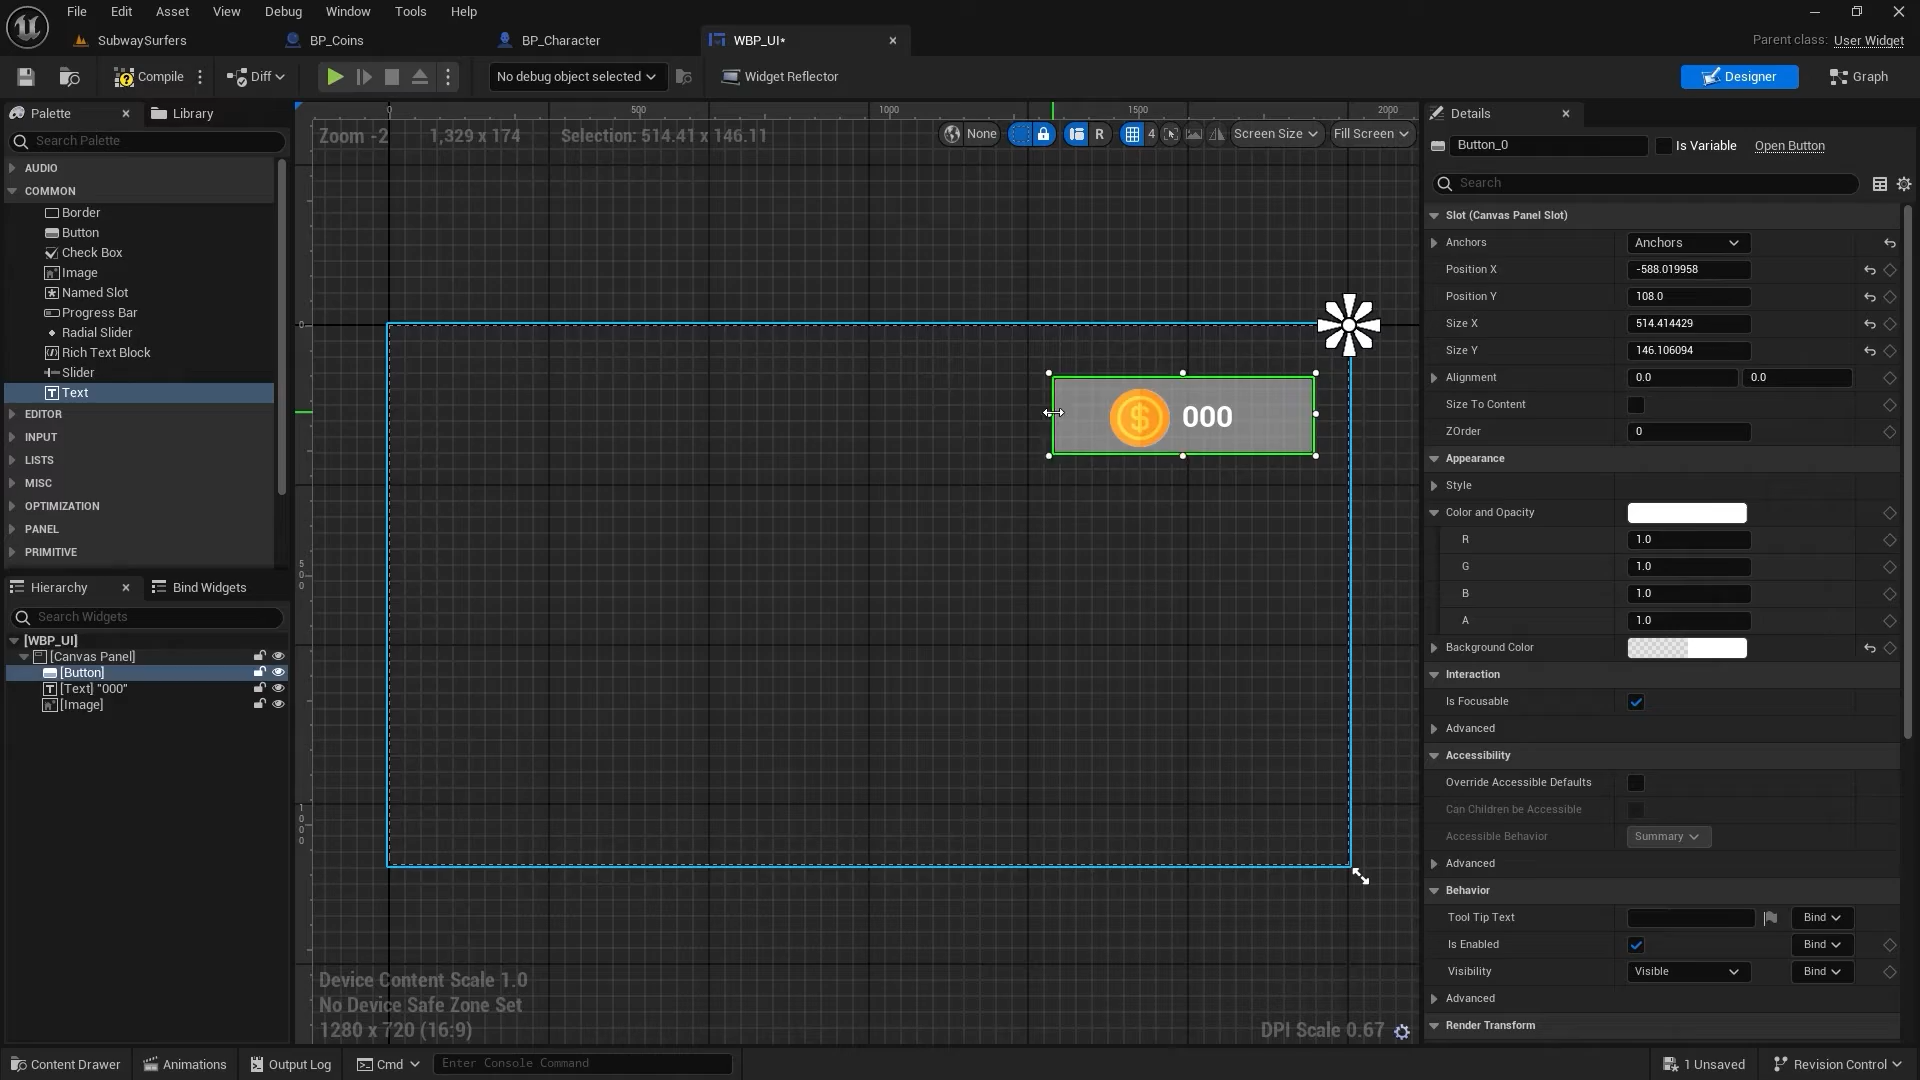 File Edit Asset View Debug Window Tools Help
SubwaySurfers BP_Coins BP_Character WBP_UI*
Parent class: User Widget
Compile Diff No debug object selected Widget Reflector Designer Graph
Palette Library
Search Palette
AUDIO
COMMON
Border
Button
Check Box
Image
Named Slot
Progress Bar
Radial Slider
Rich Text Block
Slider
Text
EDITOR
INPUT
LISTS
MISC
OPTIMIZATION
PANEL
PRIMITIVE
Hierarchy Bind Widgets
Search Widgets
[WBP_UI]
[Canvas Panel]
[Button]
[Text] "000"
[Image]
0 500 1000 1500 2000
Zoom -2 1,329 x 174 Selection: 514.41 x 146.11
None R 4 Screen Size Fill Screen
0
500
1000
$ 000
Device Content Scale 1.0
No Device Safe Zone Set
1280 x 720 (16:9)
DPI Scale 0.67
Details
Button_0 Is Variable Open Button
Search
Slot (Canvas Panel Slot)
Anchors Anchors
Position X -588.019958
Position Y 108.0
Size X 514.414429
Size Y 146.106094
Alignment 0.0 0.0
Size To Content
ZOrder 0
Appearance
Style
Color and Opacity
R 1.0
G 1.0
B 1.0
A 1.0
Background Color
Interaction
Is Focusable
Advanced
Accessibility
Override Accessible Defaults
Can Children be Accessible
Accessible Behavior Summary
Advanced
Behavior
Tool Tip Text Bind
Is Enabled Bind
Visibility Visible Bind
Advanced
Render Transform
Content Drawer Animations Output Log Cmd Enter Console Command
1 Unsaved Revision Control